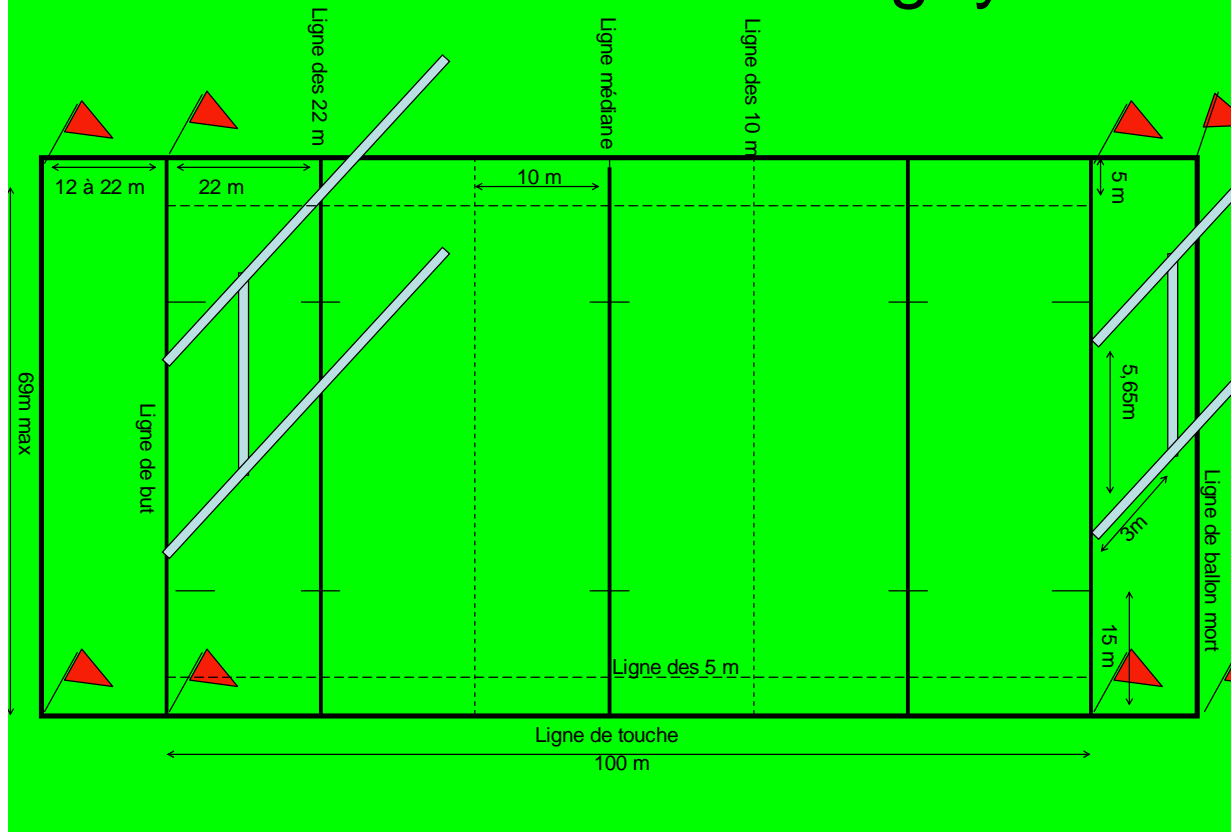 Ligne des 22 m
Ligne médiane
Ligne des 10 m
12 à 22 m
22 m
10 m
5 m
69m max
Ligne de but
5,65m
3m
Ligne de ballon mort
15 m
Ligne des 5 m
Ligne de touche
100 m